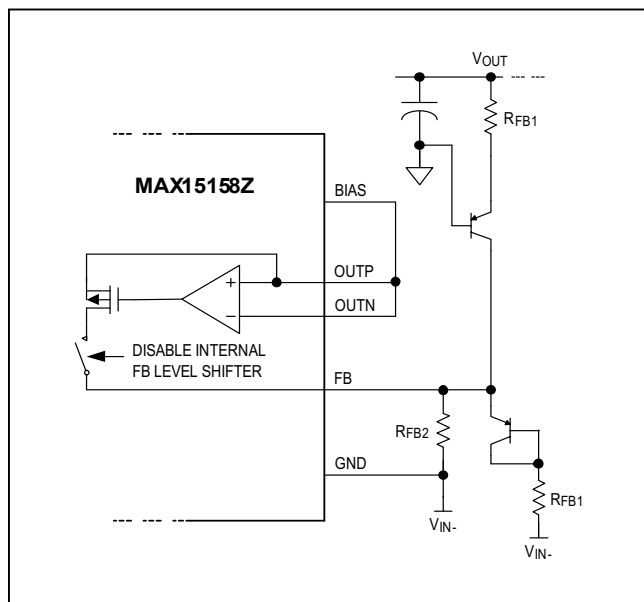 VOUT
RFB1
MAX15158Z
BIAS
OUTP
+
OUTN
−
DISABLE INTERNAL
FB LEVEL SHIFTER
FB
RFB2
GND
RFB1
VIN-
VIN-